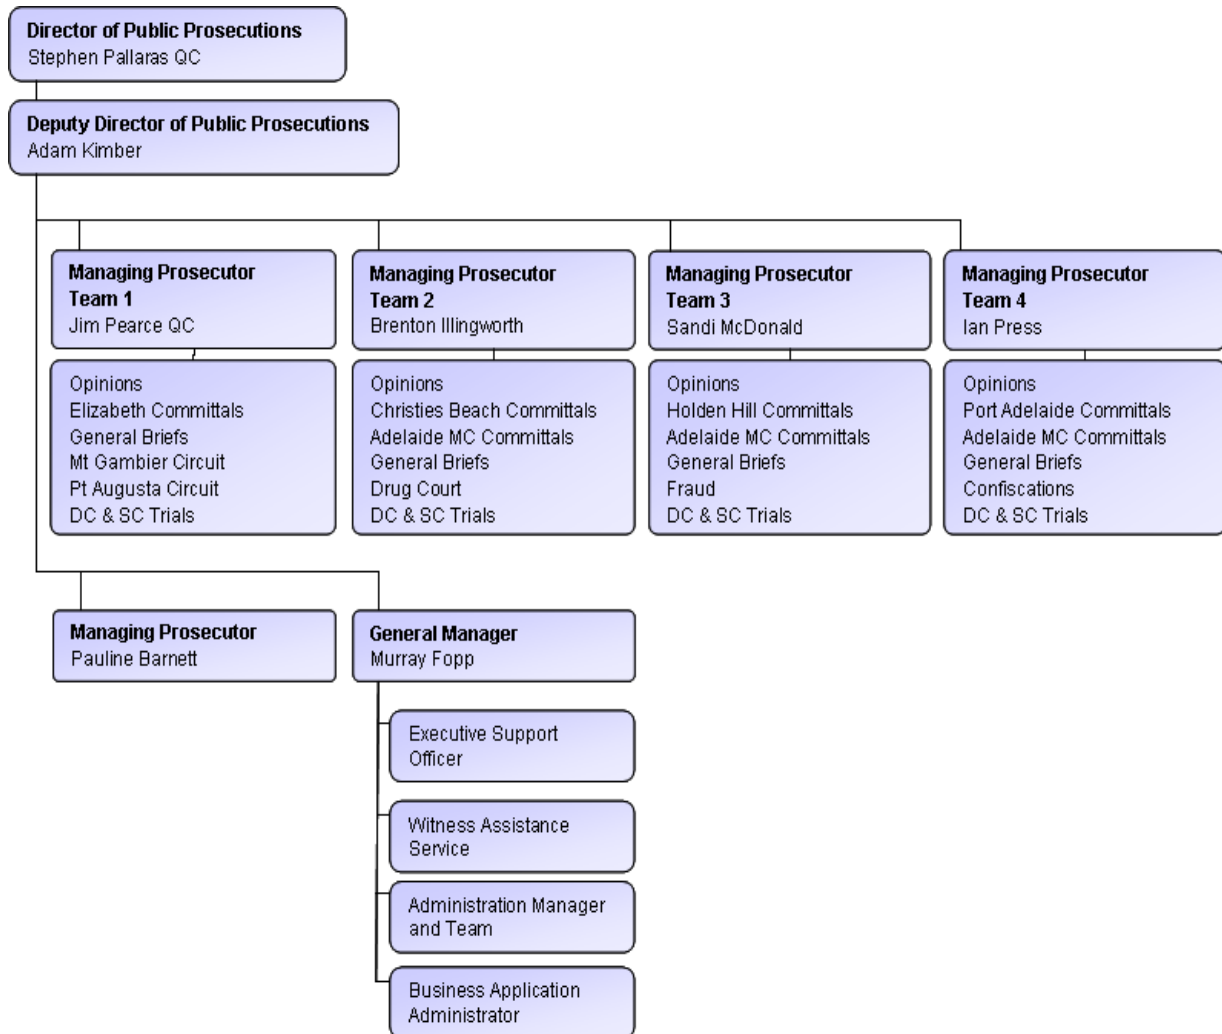 Director of Public Prosecutions
Stephen Pallaras QC
Deputy Director of Public Prosecutions
Adam Kimber
Managing Prosecutor
Team 1
Jim Pearce QC
Opinions
Elizabeth Committals
General Briefs
Mt Gambier Circuit
Pt Augusta Circuit
DC & SC Trials
Managing Prosecutor
Team 2
Brenton Illingworth
Opinions
Christies Beach Committals
Adelaide MC Committals
General Briefs
Drug Court
DC & SC Trials
Managing Prosecutor
Team 3
Sandi McDonald
Opinions
Holden Hill Committals
Adelaide MC Committals
General Briefs
Fraud
DC & SC Trials
Managing Prosecutor
Team 4
Ian Press
Opinions
Port Adelaide Committals
Adelaide MC Committals
General Briefs
Confiscations
DC & SC Trials
Managing Prosecutor
Pauline Barnett
General Manager
Murray Fopp
Executive Support
Officer
Witness Assistance
Service
Administration Manager
and Team
Business Application
Administrator